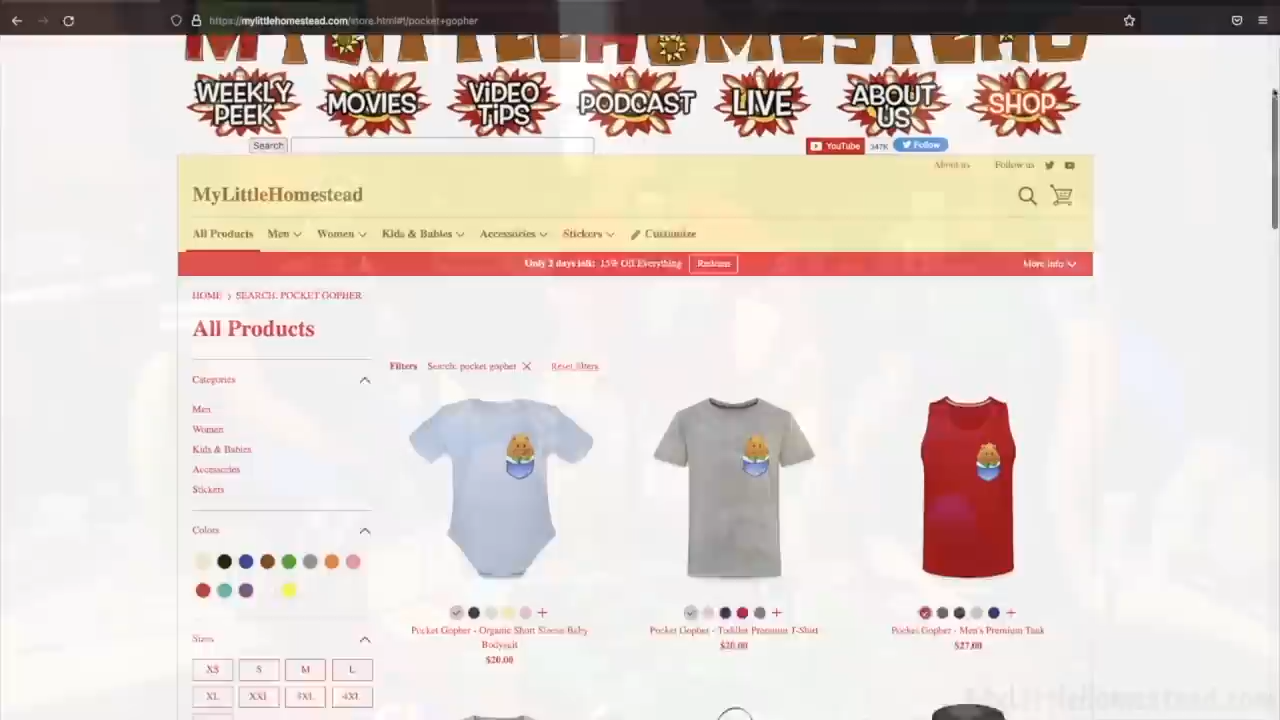 https://mylittlehomestead.com/store.html#!/pocket+gopher
MYLITTLEHOMESTEAD
WEEKLY PEEK
MOVIES
VIDEO TIPS
PODCAST
LIVE
ABOUT US
SHOP
Search
YouTube 347K Follow
About us Follow us
MyLittleHomestead
All Products Men Women Kids & Babies Accessories Stickers Customize
Only 2 days left: 15% Off Everything Redeem More info
HOME > SEARCH: POCKET GOPHER
All Products
Filters Search: pocket gopher Reset filters
Categories
Men
Women
Kids & Babies
Accessories
Stickers
Colors
Pocket Gopher - Organic Short Sleeve Baby Bodysuit
$20.00
Pocket Gopher - Toddler Premium T-Shirt
$20.00
Pocket Gopher - Men's Premium Tank
$27.00
Sizes
XS S M L
XL XXL 3XL 4XL
MyLittleHomestead.com